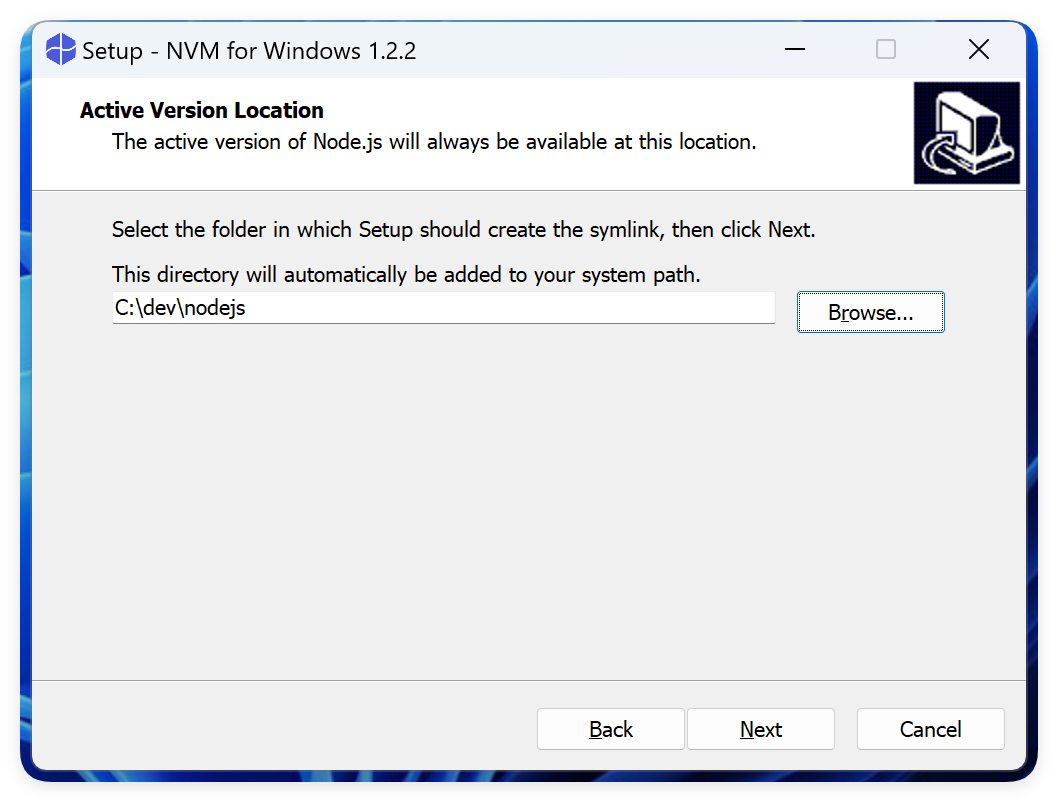 Setup - NVM for Windows 1.2.2
Active Version Location
The active version of Node.js will always be available at this location.
Select the folder in which Setup should create the symlink, then click Next.
This directory will automatically be added to your system path.
C:\dev\nodejs
Browse...
Back
Next
Cancel